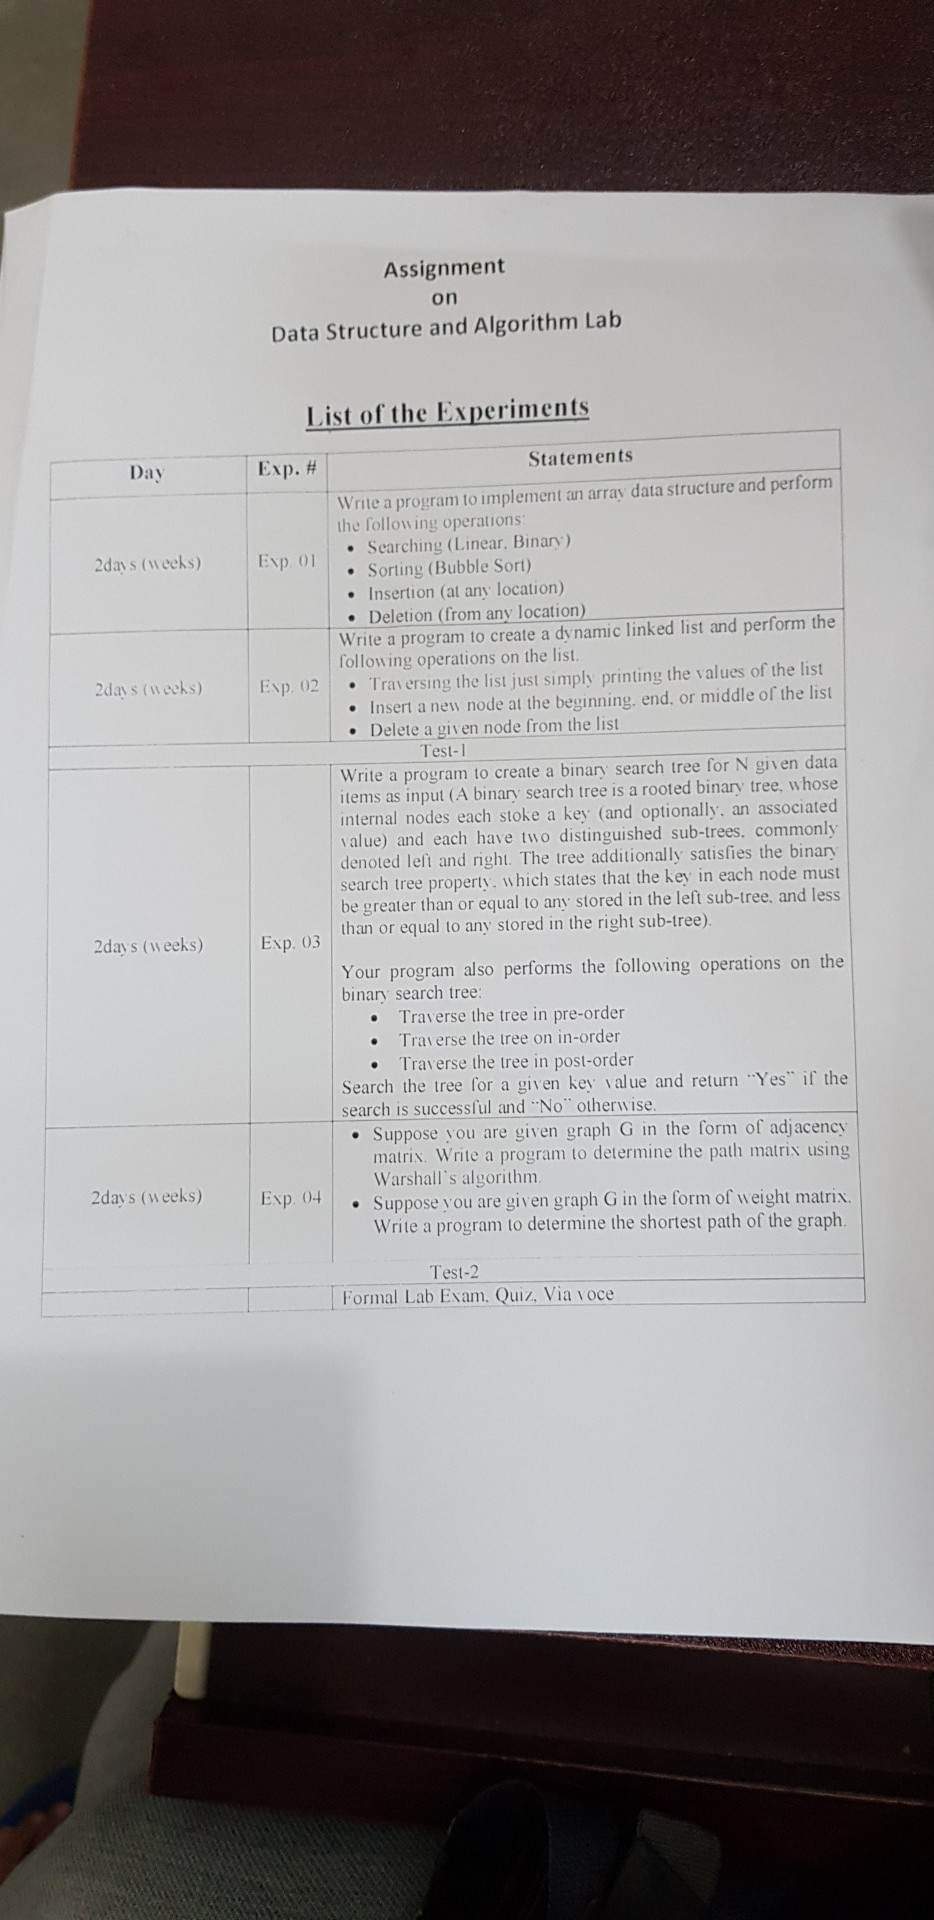 Assignment
on
Data Structure and Algorithm Lab
List of the Experiments
Day Exp. # Statements
2days (weeks) Exp. 01 Write a program to implement an array data structure and perform
the following operations:
• Searching (Linear, Binary)
• Sorting (Bubble Sort)
• Insertion (at any location)
• Deletion (from any location)
2days (weeks) Exp. 02 Write a program to create a dynamic linked list and perform the
following operations on the list.
• Traversing the list just simply printing the values of the list
• Insert a new node at the beginning, end, or middle of the list
• Delete a given node from the list
Test-1
2days (weeks) Exp. 03 Write a program to create a binary search tree for N given data
items as input (A binary search tree is a rooted binary tree, whose
internal nodes each stoke a key (and optionally, an associated
value) and each have two distinguished sub-trees, commonly
denoted left and right. The tree additionally satisfies the binary
search tree property, which states that the key in each node must
be greater than or equal to any stored in the left sub-tree, and less
than or equal to any stored in the right sub-tree).
Your program also performs the following operations on the
binary search tree:
• Traverse the tree in pre-order
• Traverse the tree on in-order
• Traverse the tree in post-order
Search the tree for a given key value and return “Yes” if the
search is successful and “No” otherwise.
2days (weeks) Exp. 04 • Suppose you are given graph G in the form of adjacency
matrix. Write a program to determine the path matrix using
Warshall`s algorithm.
• Suppose you are given graph G in the form of weight matrix.
Write a program to determine the shortest path of the graph.
Test-2
Formal Lab Exam, Quiz, Via voce